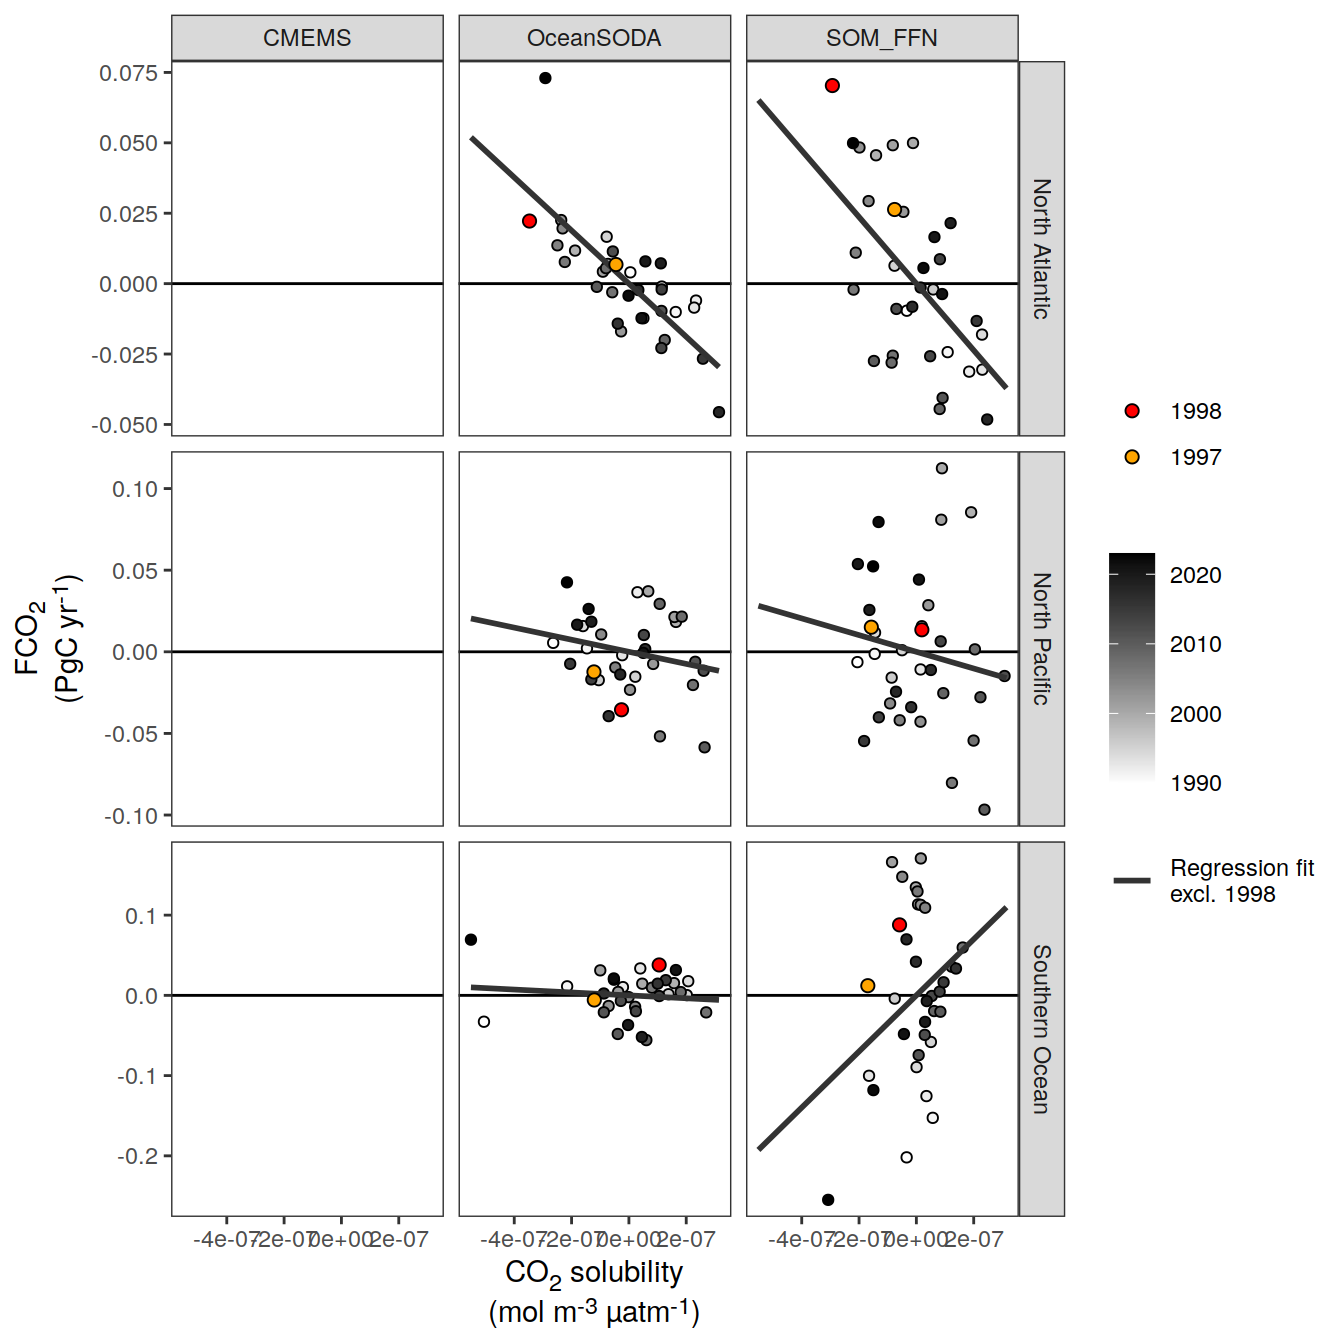 CMEMS OceanSODA SOM_FFN
0.075
0.050
0.025
0.000
-0.025
-0.050
North Atlantic
0.10
0.05
0.00
-0.05
-0.10
North Pacific
0.1
0.0
-0.1
-0.2
Southern Ocean
-4e-07 -2e-07 0e+00 2e-07 -4e-07 -2e-07 0e+00 2e-07 -4e-07 -2e-07 0e+00 2e-07
FCO2
(PgC yr-1)
CO2 solubility
(mol m-3 µatm-1)
1998
1997
2020
2010
2000
1990
Regression fit
excl. 1998